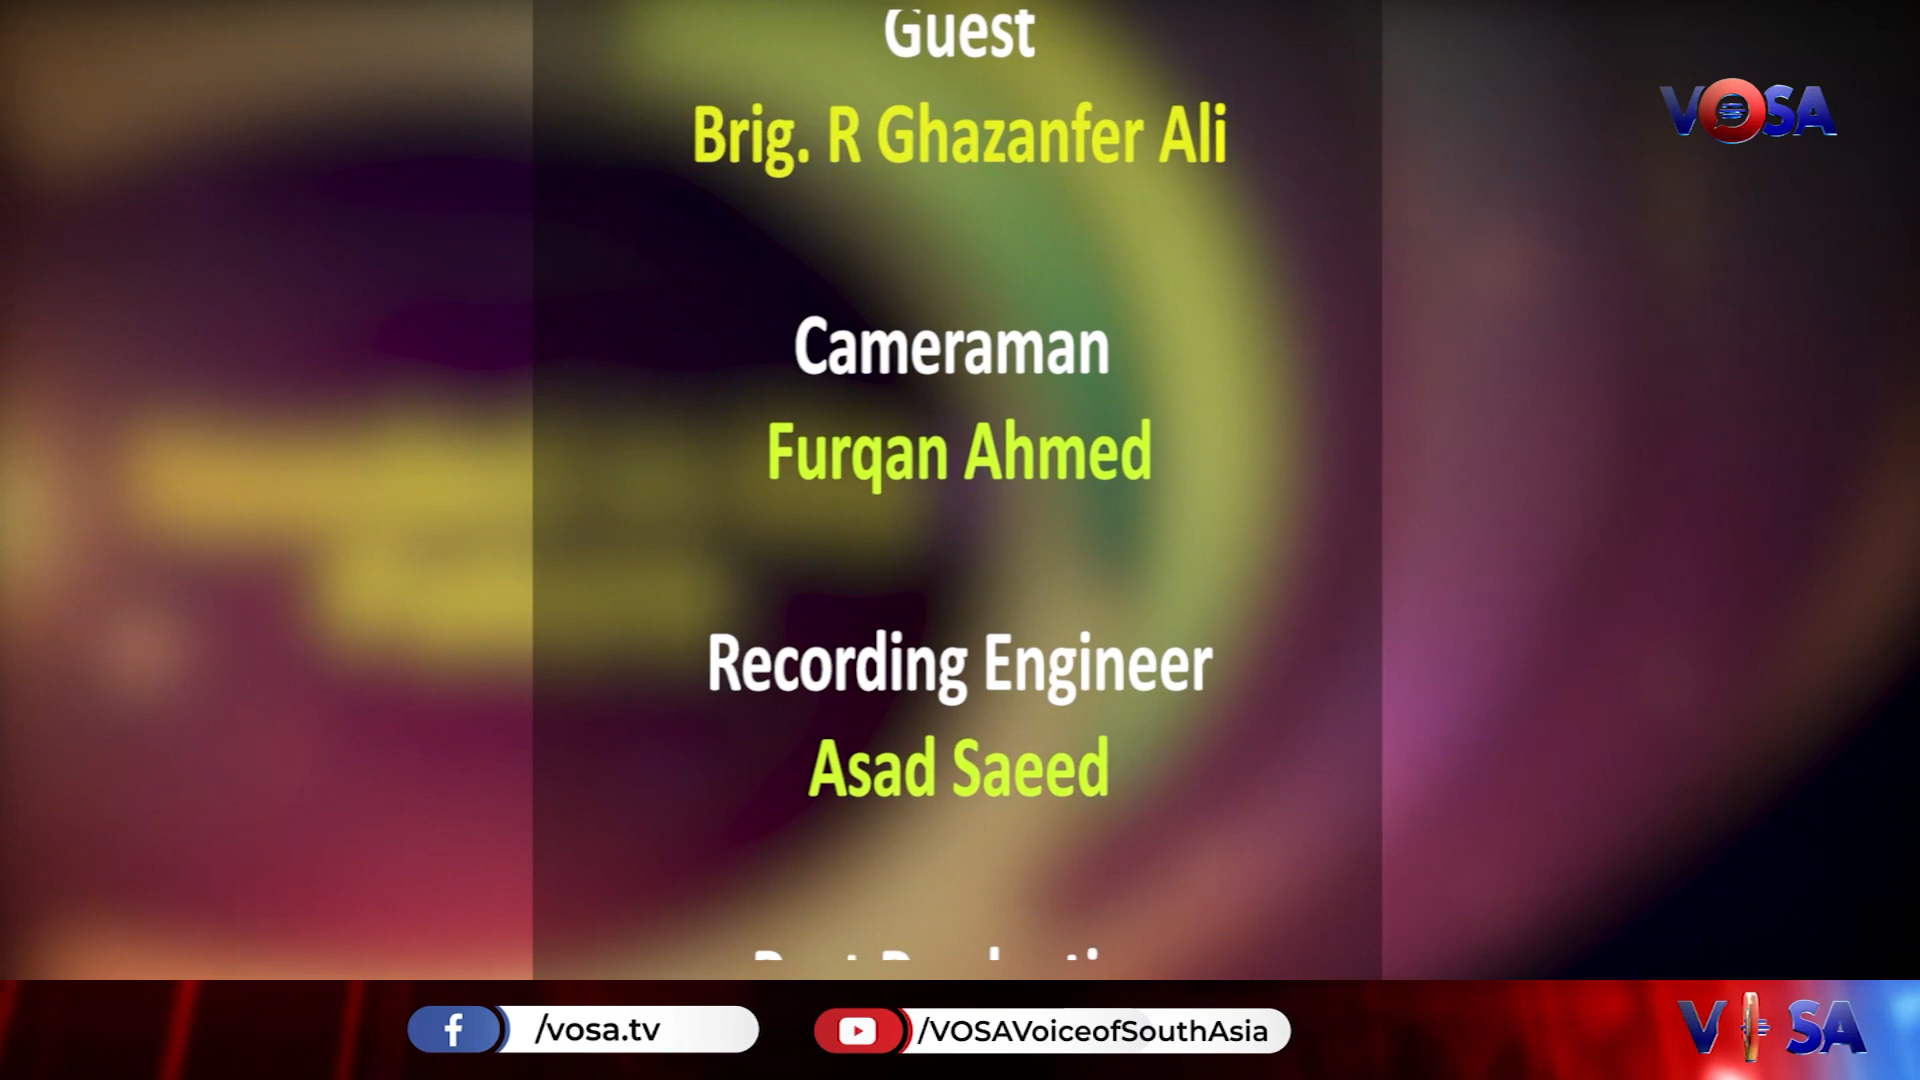 Guest
VOSA
Brig. R Ghazanfer Ali
Cameraman
Furqan Ahmed
Recording Engineer
Asad Saeed
/vosa.tv
/VOSAVoiceofSouthAsia